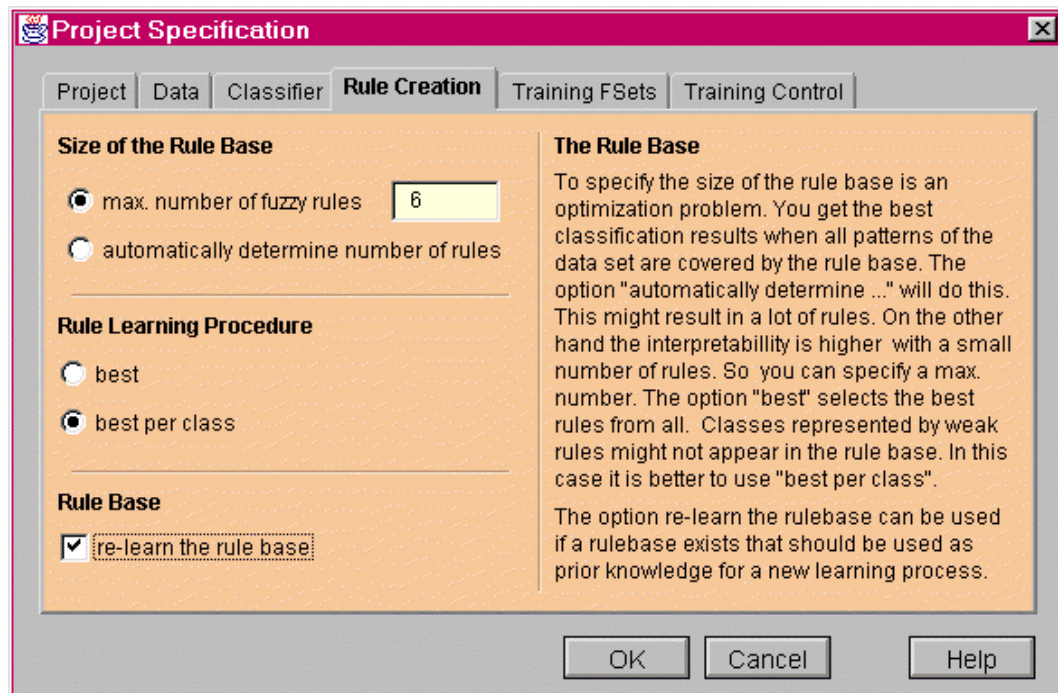 Project Specification
Project
Data
Classifier
Rule Creation
Training FSets
Training Control
Size of the Rule Base
max. number of fuzzy rules
6
automatically determine number of rules
Rule Learning Procedure
best
best per class
Rule Base
re-learn the rule base
The Rule Base
To specify the size of the rule base is an
optimization problem. You get the best
classification results when all patterns of the
data set are covered by the rule base. The
option "automatically determine ..." will do this.
This might result in a lot of rules. On the other
hand the interpretabillity is higher with a small
number of rules. So you can specify a max.
number. The option "best" selects the best
rules from all. Classes represented by weak
rules might not appear in the rule base. In this
case it is better to use "best per class".
The option re-learn the rulebase can be used
if a rulebase exists that should be used as
prior knowledge for a new learning process.
OK
Cancel
Help